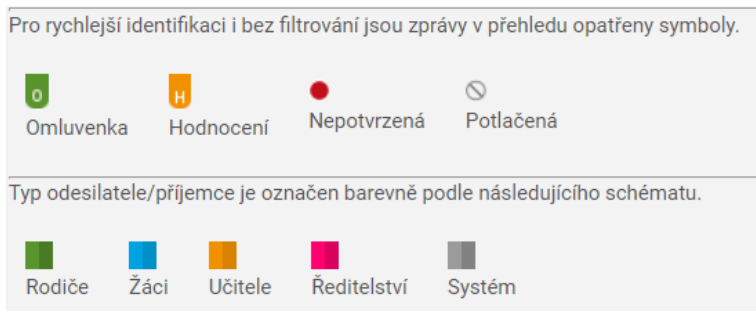 Pro rychlejší identifikaci i bez filtrování jsou zprávy v přehledu opatřeny symboly.
O H
Omluvenka Hodnocení Nepotvrzená Potlačená
Typ odesilatele/příjemce je označen barevně podle následujícího schématu.
Rodiče Žáci Učitele Ředitelství Systém